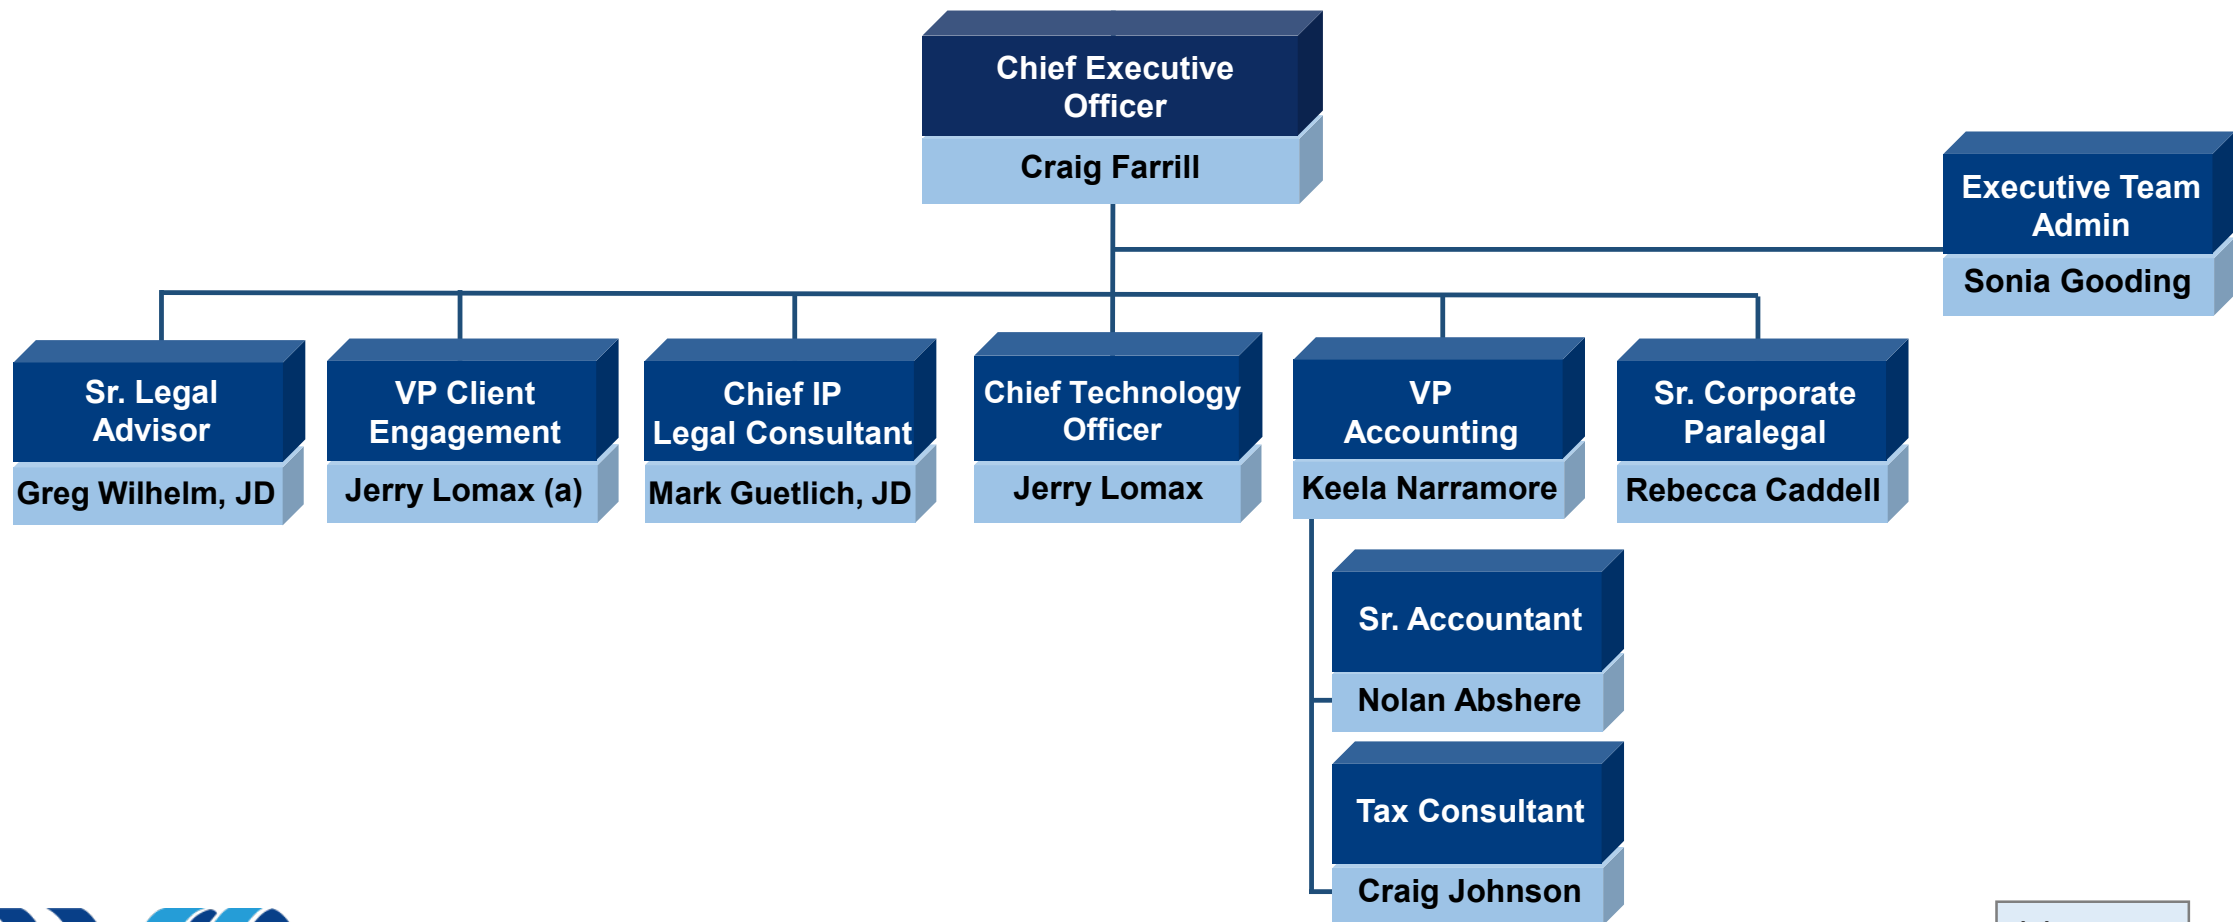 Chief Executive
Officer
Craig Farrill
Executive Team
Admin
Sonia Gooding
Sr. Legal
Advisor
Greg Wilhelm, JD
VP Client
Engagement
Jerry Lomax (a)
Chief IP
Legal Consultant
Mark Guetlich, JD
Chief Technology
Officer
Jerry Lomax
VP
Accounting
Keela Narramore
Sr. Corporate
Paralegal
Rebecca Caddell
Sr. Accountant
Nolan Abshere
Tax Consultant
Craig Johnson